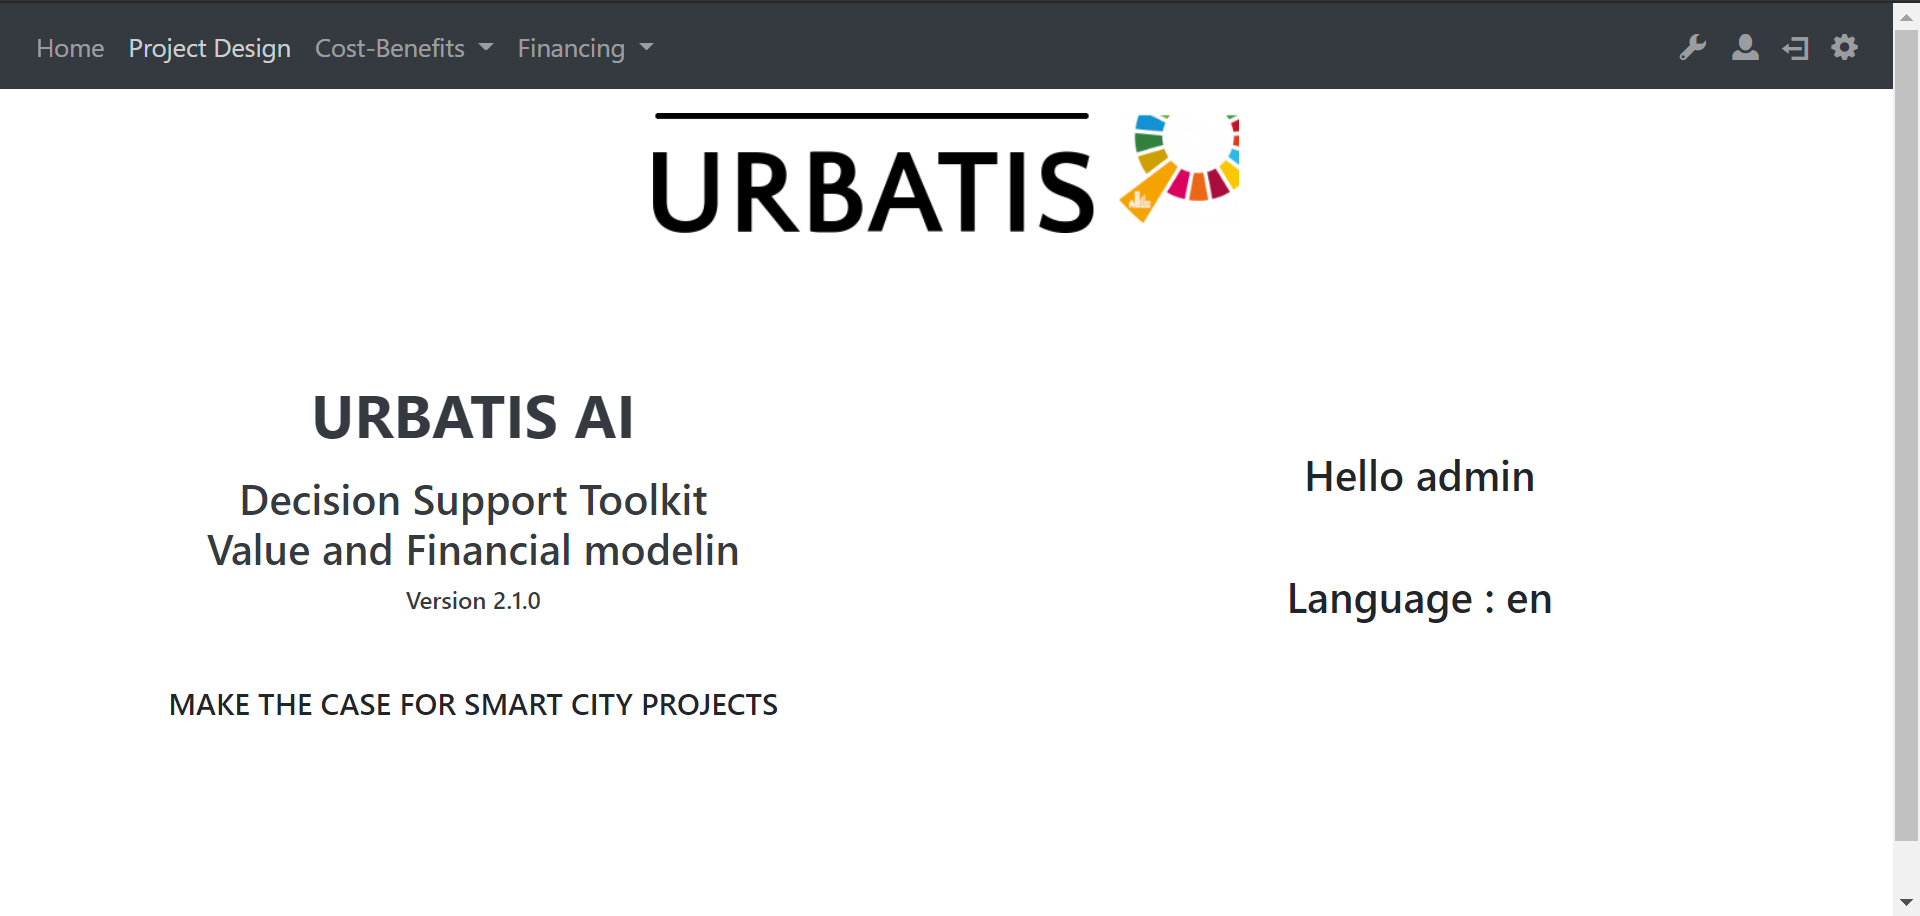 Home Project Design Cost-Benefits Financing
URBATIS
URBATIS AI
Decision Support Toolkit
Value and Financial modelin
Version 2.1.0
MAKE THE CASE FOR SMART CITY PROJECTS
Hello admin
Language : en